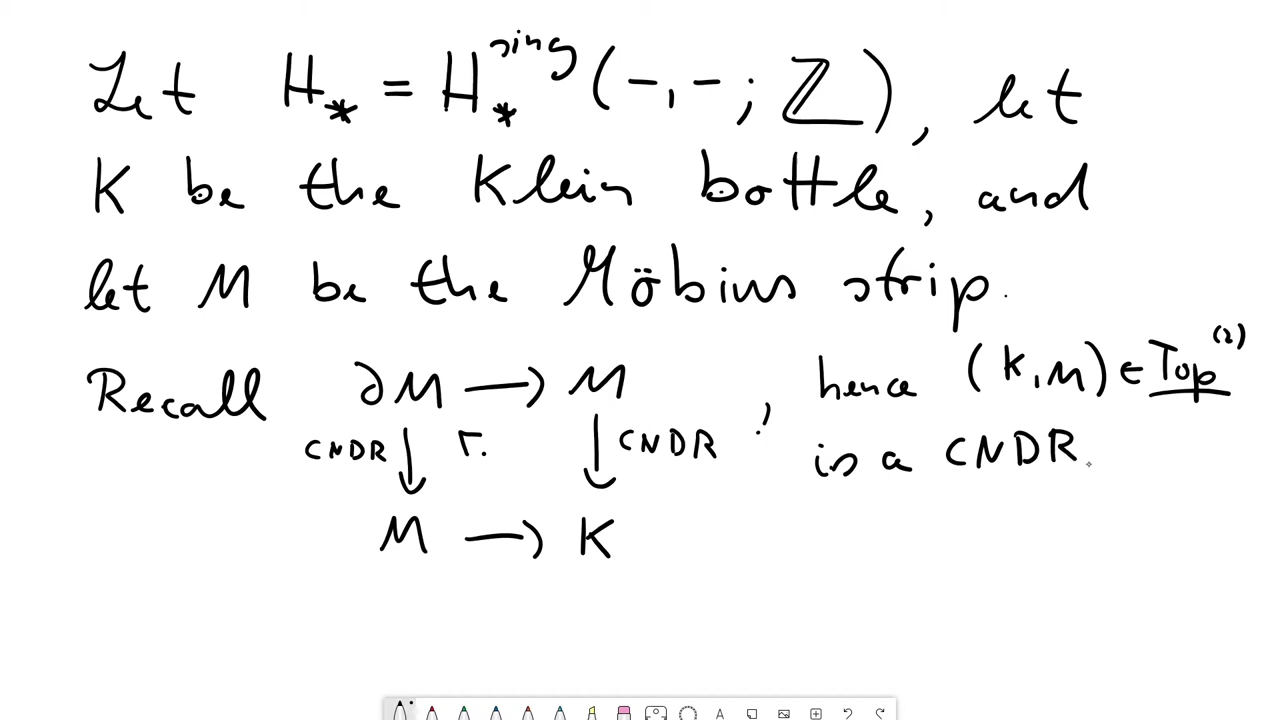 Let H_* = H_*^{sing}(-,-; ℤ), let
K be the Klein bottle, and
let M be the Möbius strip.
Recall ∂M → M , hence (K,M) ∈ Top^{(2)}
CNDR ↓ ⌜. ↓ CNDR is a CNDR.
M → K